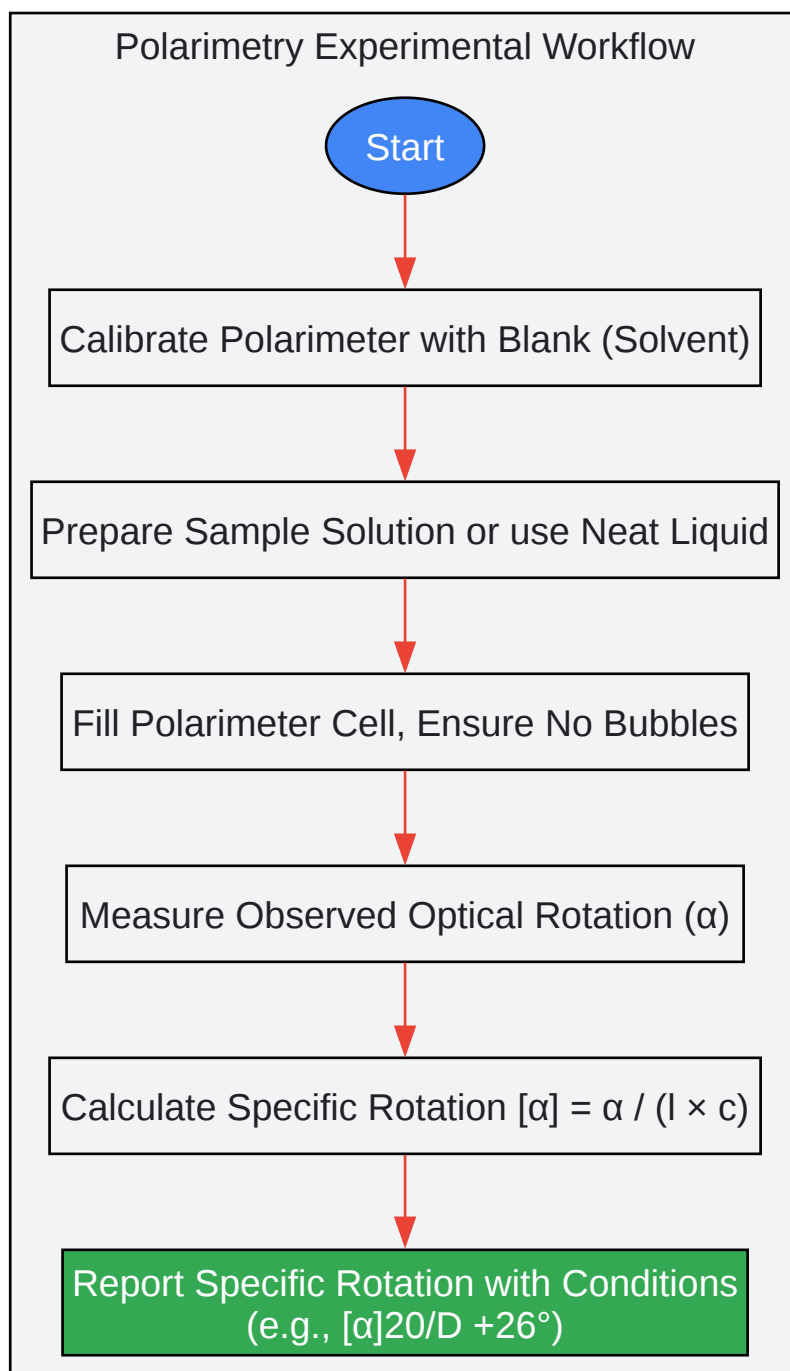 Polarimetry Experimental Workflow
Start
Calibrate Polarimeter with Blank (Solvent)
Prepare Sample Solution or use Neat Liquid
Fill Polarimeter Cell, Ensure No Bubbles
Measure Observed Optical Rotation (α)
Calculate Specific Rotation [α] = α / (l × c)
Report Specific Rotation with Conditions
(e.g., [α]20/D +26°)